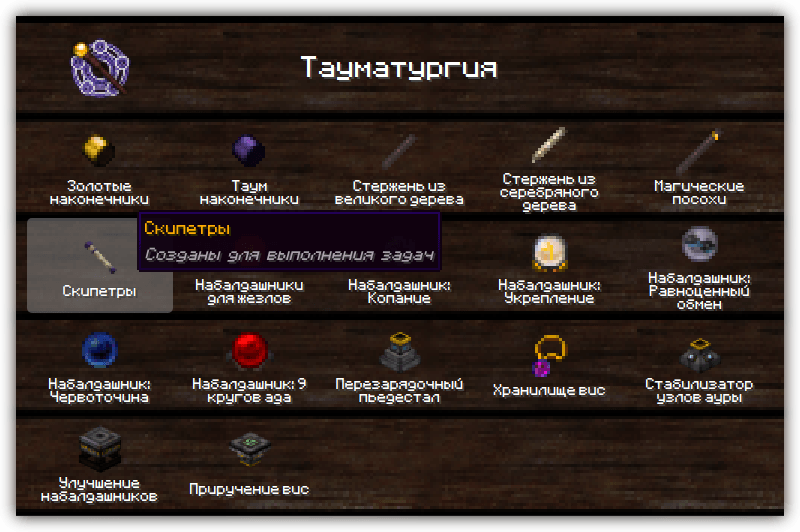 Тауматургия
Золотые
наконечники
Таум
наконечники
Стержень из
великого дерева
Стержень из
серебряного
дерева
Магические
посохи
Скипетры
Скипетры
Созданы для выполнения задач
Набалдашники
для жезлов
Набалдашник:
Копание
Набалдашник:
Укрепление
Набалдашник:
Равноценный
обмен
Набалдашник:
Червоточина
Набалдашник: 9
кругов ада
Перезарядочный
пьедестал
Хранилище вис
Стабилизатор
узлов ауры
Улучшение
набалдашников
Приручение вис